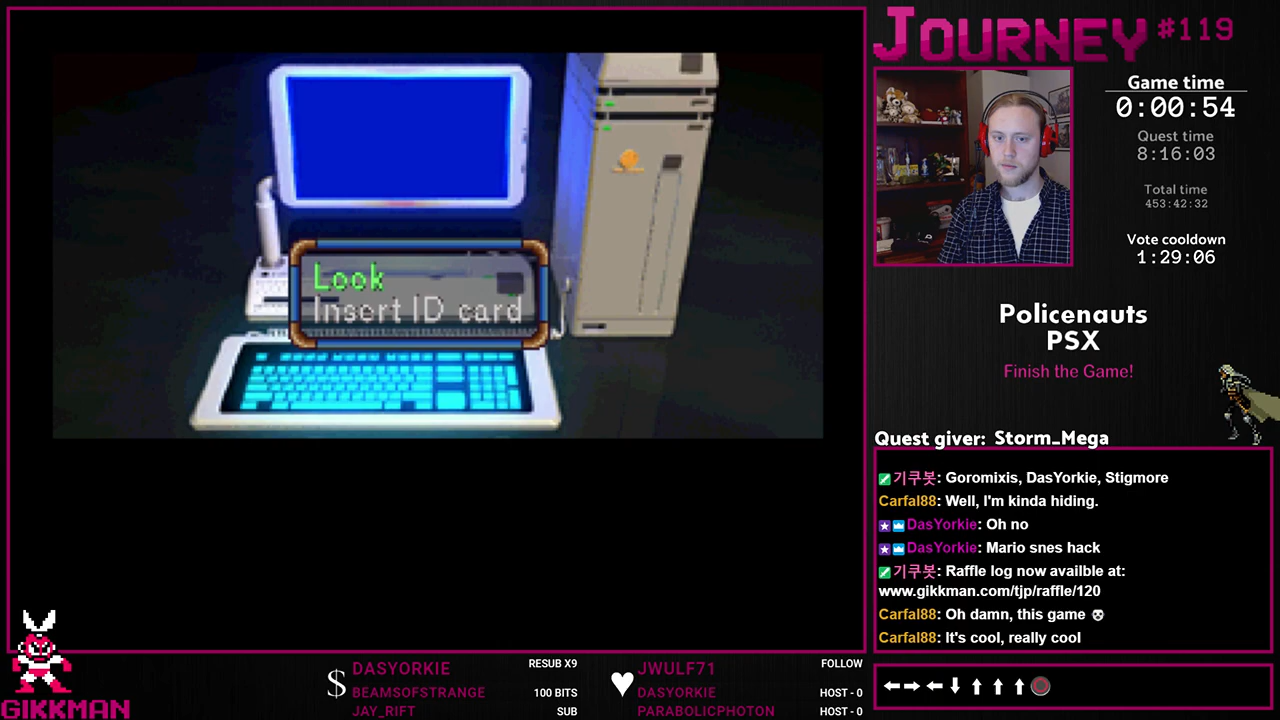 JOURNEY #119
Game time
0:00:54
Quest time
8:16:03
Total time
453:42:32
Vote cooldown
1:29:06
Look
Insert ID card
Policenauts
PSX
Finish the Game!
Quest giver: Storm_Mega
기쿠봇: Goromixis, DasYorkie, Stigmore
Carfal88: Well, I'm kinda hiding.
DasYorkie: Oh no
DasYorkie: Mario snes hack
기쿠봇: Raffle log now availble at:
www.gikkman.com/tjp/raffle/120
Carfal88: Oh damn, this game
Carfal88: It's cool, really cool
GIKKMAN
$ DASYORKIE RESUB X9
BEAMSOFSTRANGE 100 BITS
JAY_RIFT SUB
JWULF71 FOLLOW
DASYORKIE HOST - 0
PARABOLICPHOTON HOST - 0